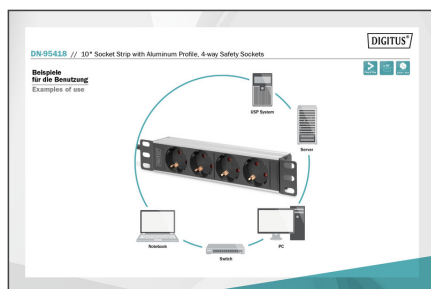 DIGITUS®
DN-95418 // 10" Socket Strip with Aluminum Profile, 4-way Safety Sockets
Beispiele
für die Benutzung
Examples of use
USP System
Server
Notebook
Switch
PC